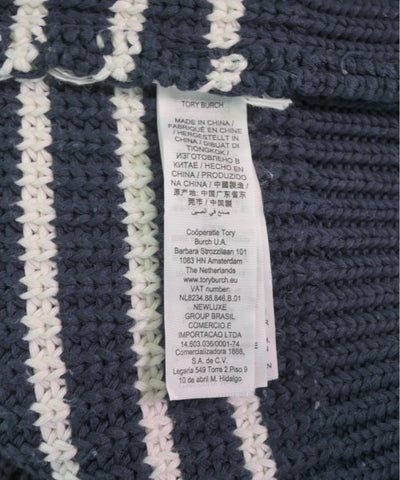 TORY BURCH
MADE IN CHINA /
FABRIQUÉ EN CHINE
/ HERGESTELLT IN
CHINA / DIBUAT DI
TIONGKOK /
ИЗГОТОВЛЕНО В
КИТАЕ / HECHO EN
CHINA / PRODUZIDO
NA CHINA / 中國製造 /
原产地: 中国广东省东
莞市 / 中国製
صنع في الصين
Coöperatie Tory
Burch U.A.
Barbara Strozzilaan 101
1083 HN Amsterdam
The Netherlands
www.toryburch.eu
VAT number:
NL8234.88.846.B.01
NEWLUXE
GROUP BRASIL
COMERCIO E
IMPORTACAO LTDA
14.603.036/0001-74
Comercializadora 1888,
S.A. de C.V.
Legaria 549 Torre 2 Piso 9
10 de abril M. Hidalgo